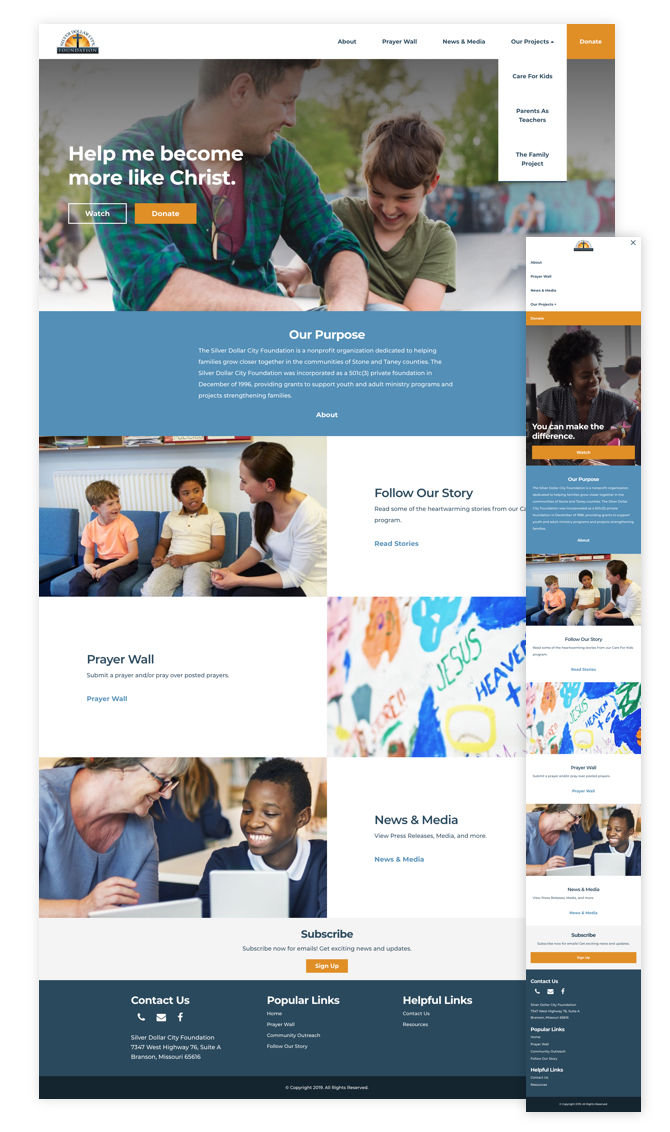 SILVER DOLLAR CITY
FOUNDATION
About
Prayer Wall
News & Media
Our Projects
Donate
Care For Kids
Parents As
Teachers
The Family
Project
Help me become
more like Christ.
Watch
Donate
Our Purpose
The Silver Dollar City Foundation is a nonprofit organization dedicated to helping
families grow closer together in the communities of Stone and Taney counties. The
Silver Dollar City Foundation was incorporated as a 501c(3) private foundation in
December of 1996, providing grants to support youth and adult ministry programs and
projects strengthening families.
About
Follow Our Story
Read some of the heartwarming stories from our Ca
program.
Read Stories
Prayer Wall
Submit a prayer and/or pray over posted prayers.
Prayer Wall
JESUS
HEAVEN
News & Media
View Press Releases, Media, and more.
News & Media
Subscribe
Subscribe now for emails! Get exciting news and updates.
Sign Up
Contact Us
Silver Dollar City Foundation
7347 West Highway 76, Suite A
Branson, Missouri 65616
Popular Links
Home
Prayer Wall
Community Outreach
Follow Our Story
Helpful Links
Contact Us
Resources
© Copyright 2019. All Rights Reserved.
About
Prayer Wall
News & Media
Our Projects
Donate
You can make the
difference.
Watch
Our Purpose
The Silver Dollar City Foundation is a nonprofit organization
dedicated to helping families grow closer together in the
communities of Stone and Taney counties. The Silver Dollar
City Foundation was incorporated as a 501c(3) private
foundation in December of 1996, providing grants to support
youth and adult ministry programs and projects strengthening
families.
About
Follow Our Story
Read some of the heartwarming stories from our Care For Kids
program.
Read Stories
JESUS
HEAVEN
Prayer Wall
Submit a prayer and/or pray over posted prayers.
Prayer Wall
News & Media
View Press Releases, Media, and more.
News & Media
Subscribe
Subscribe now for emails! Get exciting news and updates.
Sign Up
Contact Us
Silver Dollar City Foundation
7347 West Highway 76, Suite A
Branson, Missouri 65616
Popular Links
Home
Prayer Wall
Community Outreach
Follow Our Story
Helpful Links
Contact Us
Resources
© Copyright 2019. All Rights Reserved.